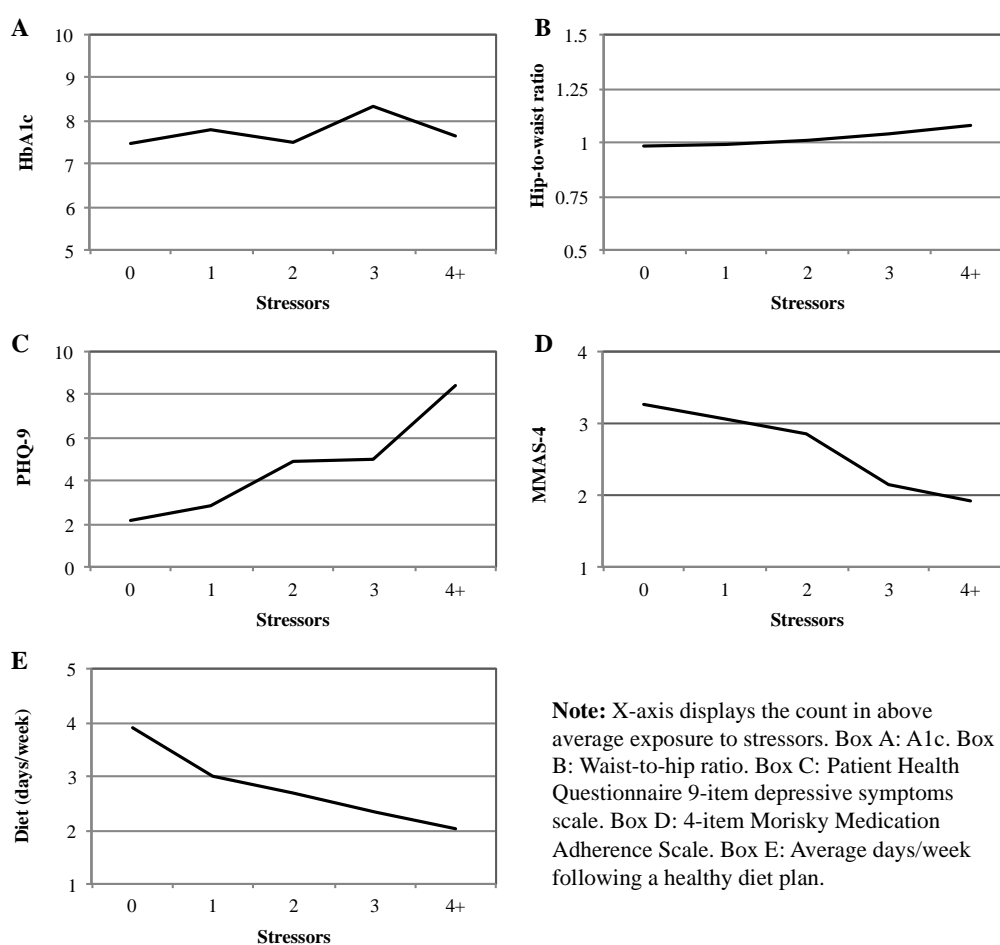 A
10
9
8
7
6
5
HbA1c
0 1 2 3 4+
Stressors
B
1.5
1.25
1
0.75
0.5
Hip-to-waist ratio
0 1 2 3 4+
Stressors
C
10
8
6
4
2
0
PHQ-9
0 1 2 3 4+
Stressors
D
4
3
2
1
MMAS-4
0 1 2 3 4+
Stressors
E
5
4
3
2
1
Diet (days/week)
0 1 2 3 4+
Stressors
Note: X-axis displays the count in above
average exposure to stressors. Box A: A1c. Box
B: Waist-to-hip ratio. Box C: Patient Health
Questionnaire 9-item depressive symptoms
scale. Box D: 4-item Morisky Medication
Adherence Scale. Box E: Average days/week
following a healthy diet plan.